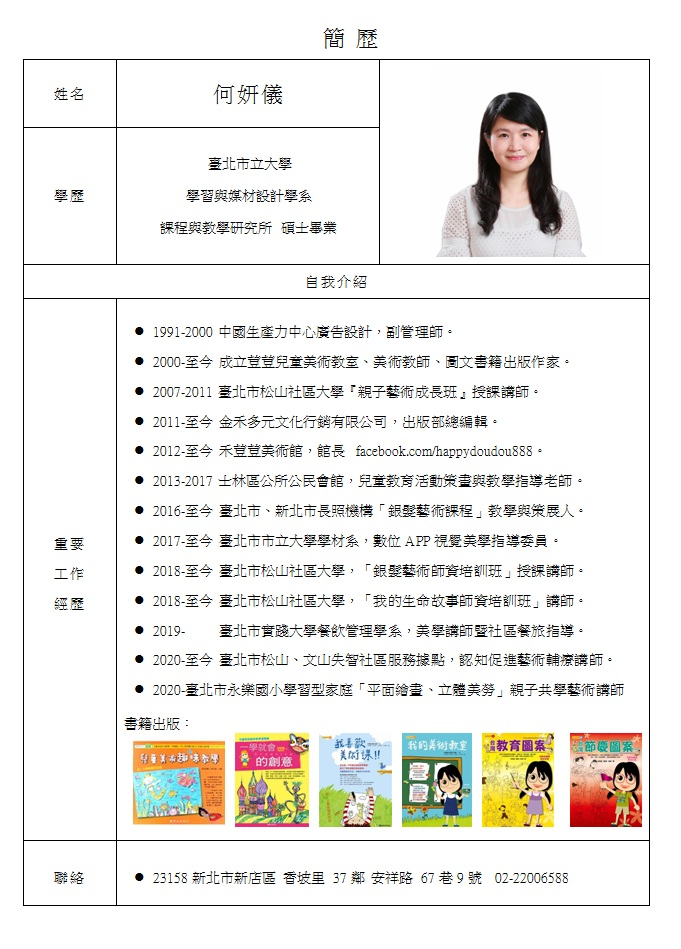 簡 歷
姓名
何妍儀
學歷
臺北市立大學
學習與媒材設計學系
課程與教學研究所 碩士畢業
自我介紹
重要
工作
經歷
● 1991-2000 中國生產力中心廣告設計，副管理師。
● 2000-至今 成立荳荳兒童美術教室、美術教師、圖文書籍出版作家。
● 2007-2011 臺北市松山社區大學『親子藝術成長班』授課講師。
● 2011-至今 金禾多元文化行銷有限公司，出版部總編輯。
● 2012-至今 禾荳荳美術館，館長 facebook.com/happydoudou888。
● 2013-2017 士林區公所公民會館，兒童教育活動策畫與教學指導老師。
● 2016-至今 臺北市、新北市長照機構「銀髮藝術課程」教學與策展人。
● 2017-至今 臺北市市立大學學材系，數位 APP 視覺美學指導委員。
● 2018-至今 臺北市松山社區大學，「銀髮藝術師資培訓班」授課講師。
● 2018-至今 臺北市松山社區大學，「我的生命故事師資培訓班」講師。
● 2019- 臺北市實踐大學餐飲管理學系，美學講師暨社區餐旅指導。
● 2020-至今 臺北市松山、文山失智社區服務據點，認知促進藝術輔療講師。
● 2020-臺北市永樂國小學習型家庭「平面繪畫、立體美勞」親子共學藝術講師
書籍出版：
兒童美術趣味教學
一學就會
的創意
我喜歡
美術課!!
我的美術教室
教育圖案
節慶圖案
聯絡
● 23158 新北市新店區 香坡里 37 鄰 安祥路 67 巷 9 號 02-22006588